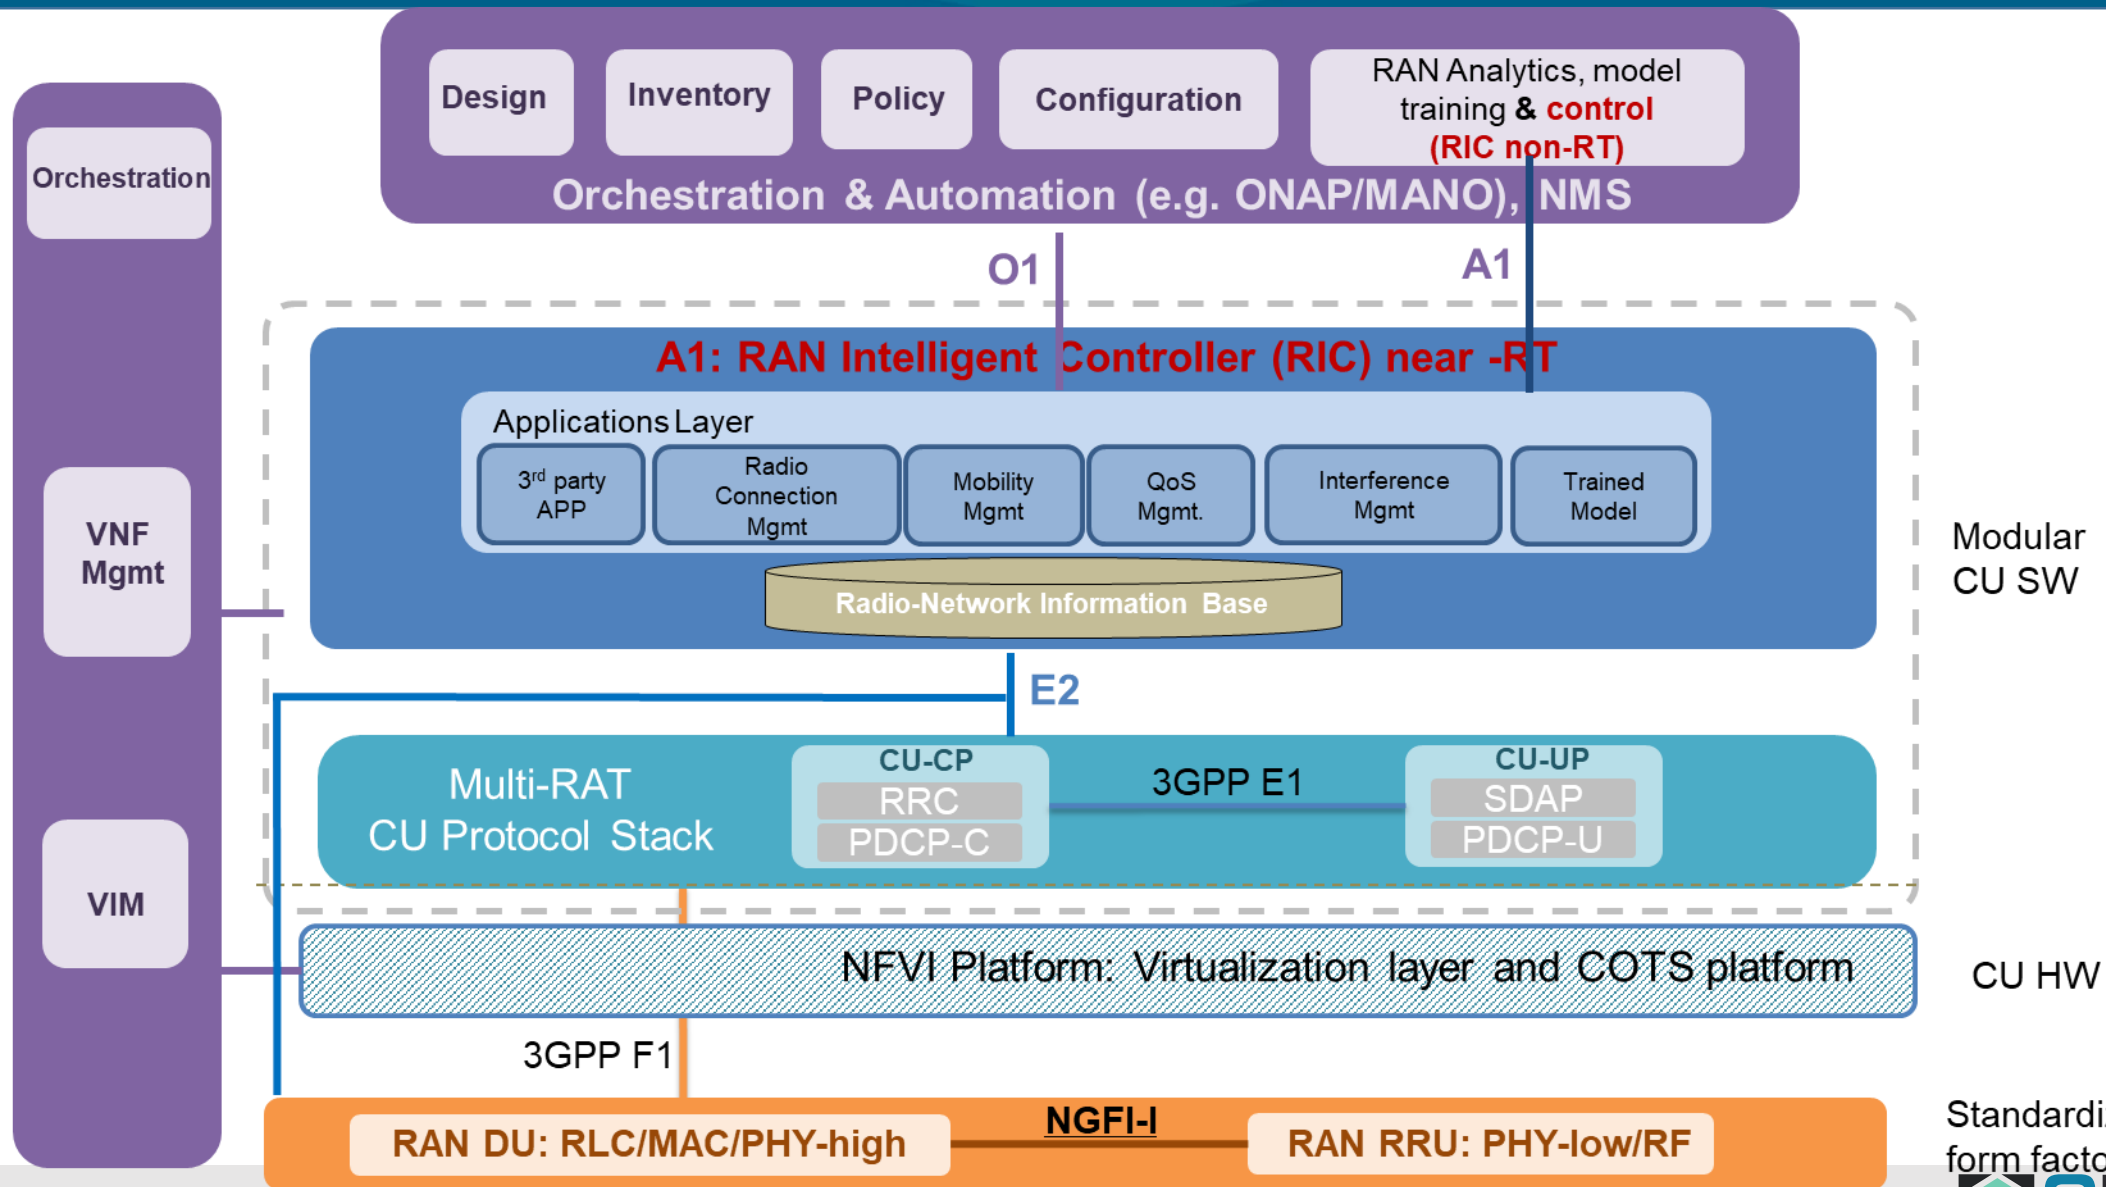 Design
Inventory
Policy
Configuration
RAN Analytics, model
training & control
(RIC non-RT)
Orchestration & Automation (e.g. ONAP/MANO), NMS
Orchestration
VNF
Mgmt
VIM
O1
A1
A1: RAN Intelligent Controller (RIC) near -RT
Applications Layer
3rd party
APP
Radio
Connection
Mgmt
Mobility
Mgmt
QoS
Mgmt.
Interference
Mgmt
Trained
Model
Radio-Network Information Base
Modular
CU SW
E2
Multi-RAT
CU Protocol Stack
CU-CP
RRC
PDCP-C
3GPP E1
CU-UP
SDAP
PDCP-U
NFVI Platform: Virtualization layer and COTS platform
CU HW
3GPP F1
RAN DU: RLC/MAC/PHY-high
NGFI-I
RAN RRU: PHY-low/RF
form